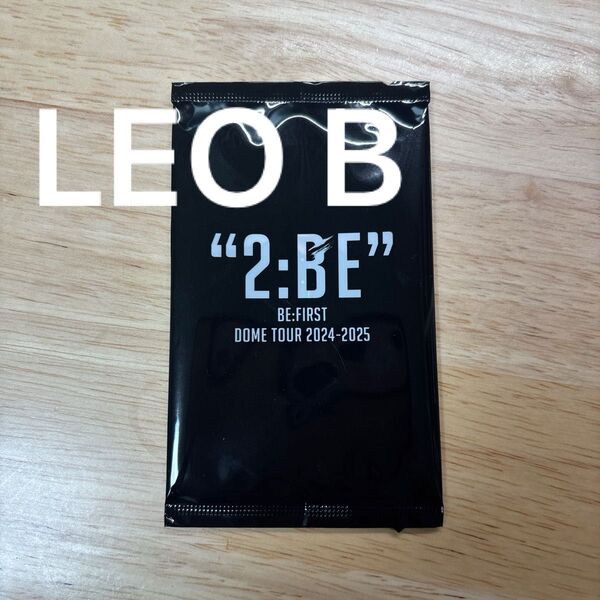 LEO B
“2:BE”
BE:FIRST
DOME TOUR 2024-2025